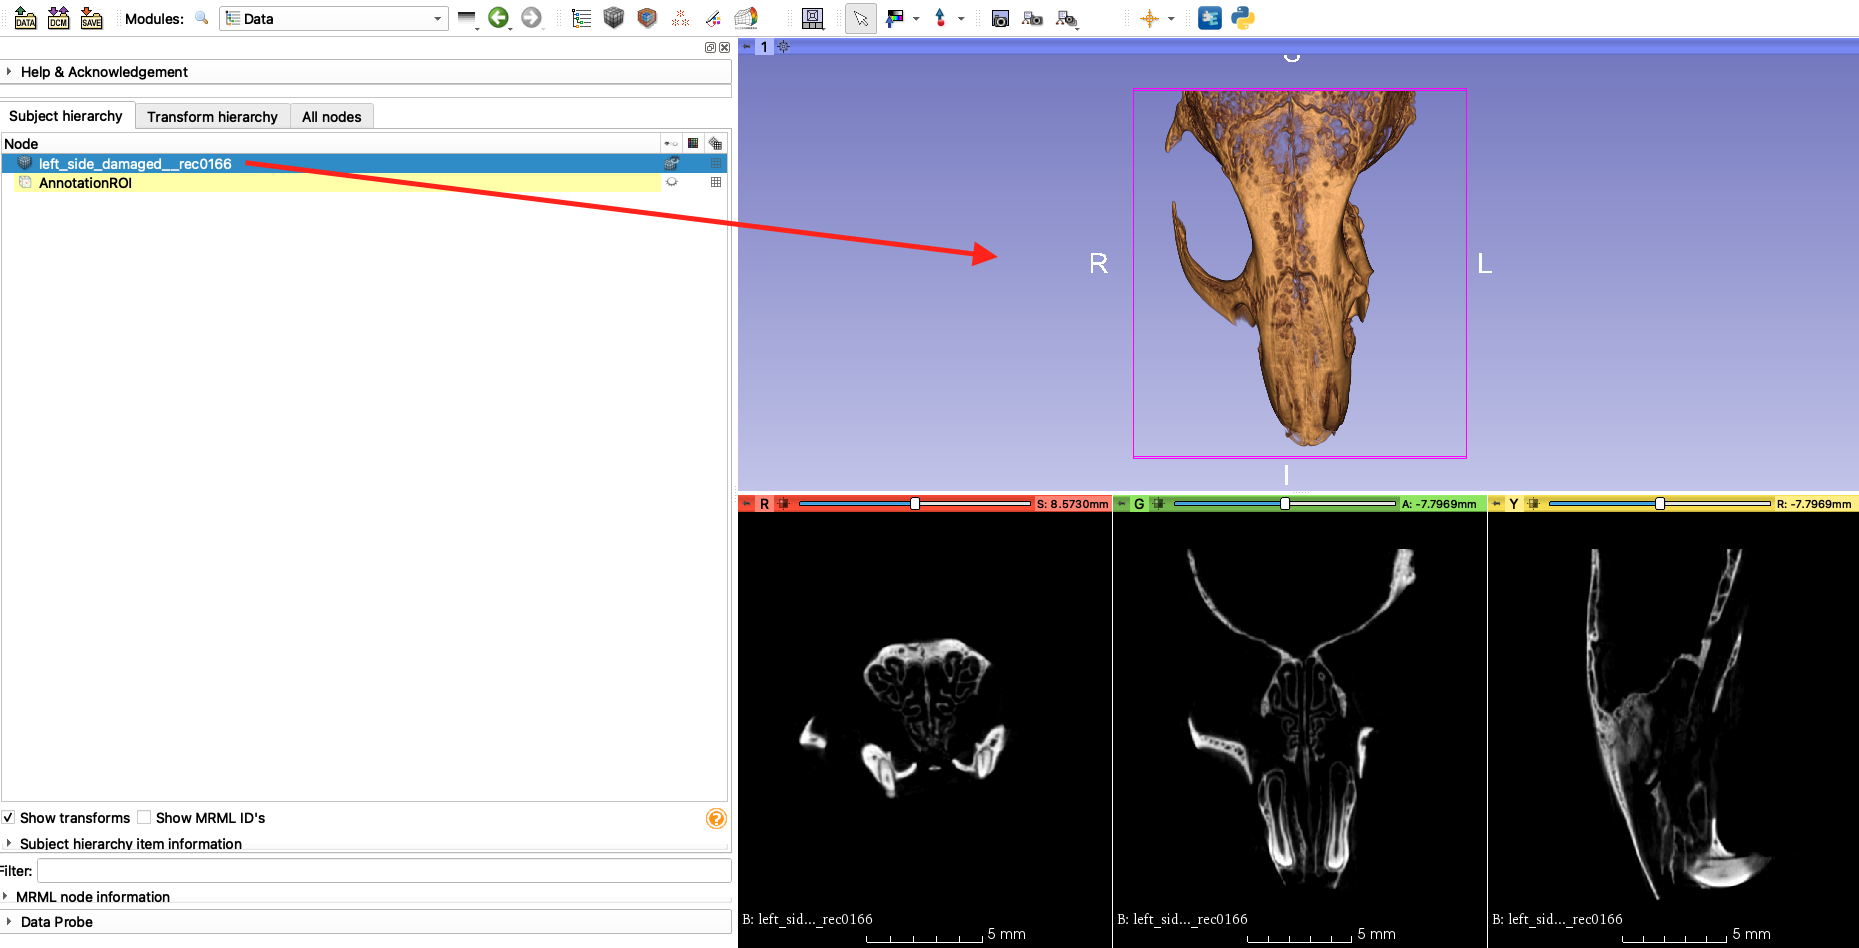 DATA
DCM
SAVE
Modules:
Data
1
Help & Acknowledgement
Subject hierarchy
Transform hierarchy
All nodes
Node
left_side_damaged__rec0166
AnnotationROI
R
L
I
R
S: 8.5730mm
G
A: -7.7969mm
Y
R: -7.7969mm
Show transforms
Show MRML ID's
?
Subject hierarchy item information
Filter:
MRML node information
Data Probe
B: left_sid..._rec0166
5 mm
B: left_sid..._rec0166
5 mm
B: left_sid..._rec0166
5 mm